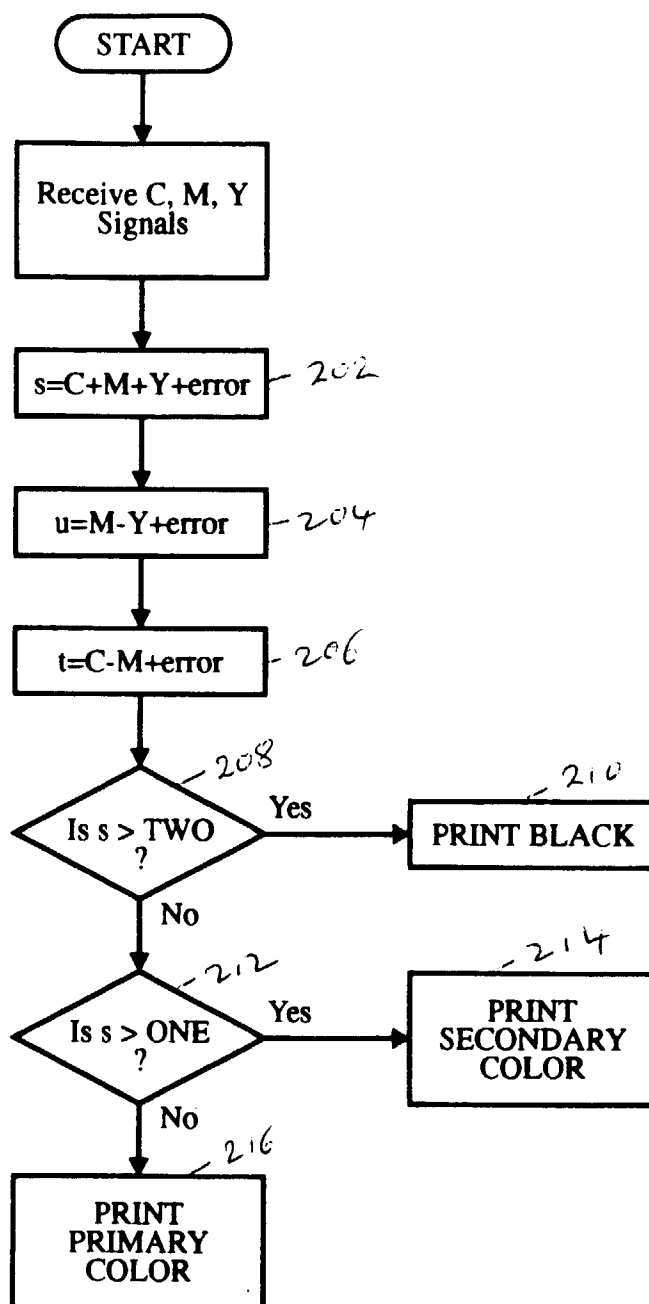 START
Receive C, M, Y
Signals
s=C+M+Y+error
202
u=M-Y+error
204
t=C-M+error
206
208
Is s > TWO
?
Yes
210
PRINT BLACK
No
212
Is s > ONE
?
Yes
214
PRINT
SECONDARY
COLOR
No
216
PRINT
PRIMARY
COLOR